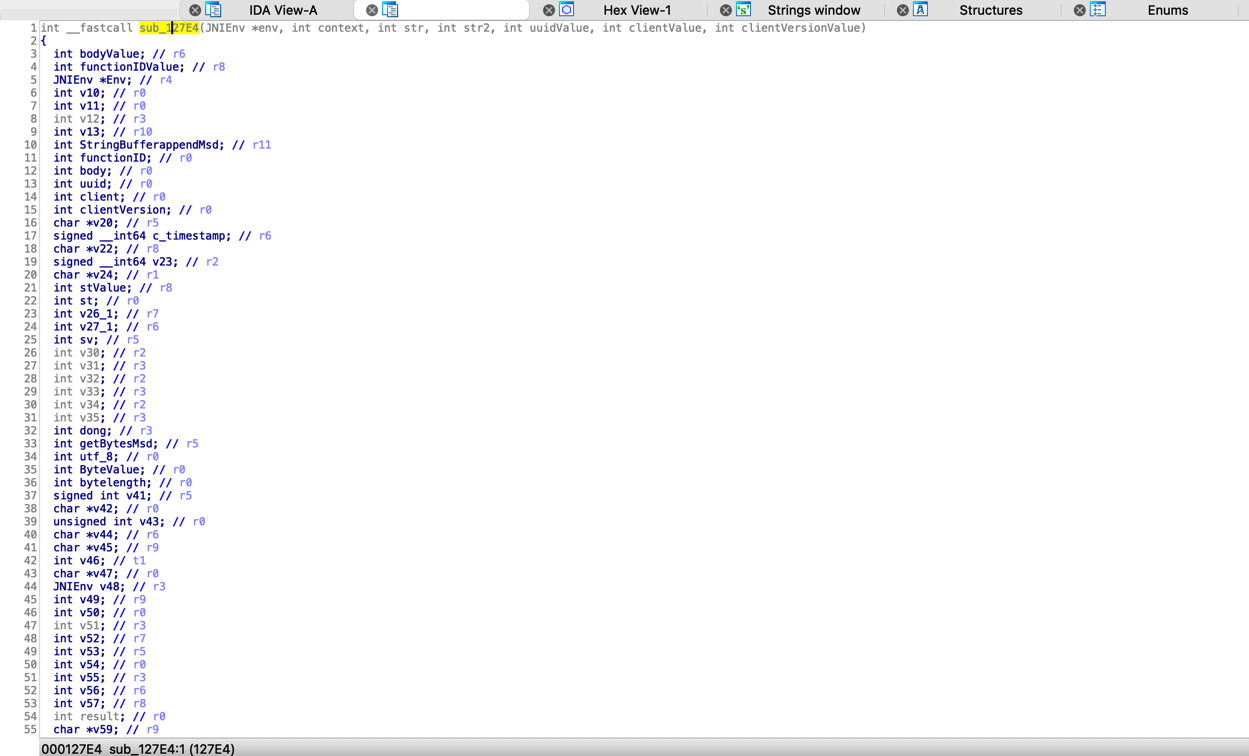 IDA View-A Hex View-1 Strings window Structures Enums
1 int __fastcall sub_127E4(JNIEnv *env, int context, int str, int str2, int uuidValue, int clientValue, int clientVersionValue)
2 {
3 int bodyValue; // r6
4 int functionIDValue; // r8
5 JNIEnv *Env; // r4
6 int v10; // r0
7 int v11; // r0
8 int v12; // r3
9 int v13; // r10
10 int StringBufferappendMsd; // r11
11 int functionID; // r0
12 int body; // r0
13 int uuid; // r0
14 int client; // r0
15 int clientVersion; // r0
16 char *v20; // r5
17 signed __int64 c_timestamp; // r6
18 char *v22; // r8
19 signed __int64 v23; // r2
20 char *v24; // r1
21 int stValue; // r8
22 int st; // r0
23 int v26_1; // r7
24 int v27_1; // r6
25 int sv; // r5
26 int v30; // r2
27 int v31; // r3
28 int v32; // r2
29 int v33; // r3
30 int v34; // r2
31 int v35; // r3
32 int dong; // r3
33 int getBytesMsd; // r5
34 int utf_8; // r0
35 int ByteValue; // r0
36 int bytelength; // r0
37 signed int v41; // r5
38 char *v42; // r0
39 unsigned int v43; // r0
40 char *v44; // r6
41 char *v45; // r9
42 int v46; // t1
43 char *v47; // r0
44 JNIEnv v48; // r3
45 int v49; // r9
46 int v50; // r0
47 int v51; // r3
48 int v52; // r7
49 int v53; // r5
50 int v54; // r0
51 int v55; // r3
52 int v56; // r6
53 int v57; // r8
54 int result; // r0
55 char *v59; // r9
000127E4 sub_127E4:1 (127E4)